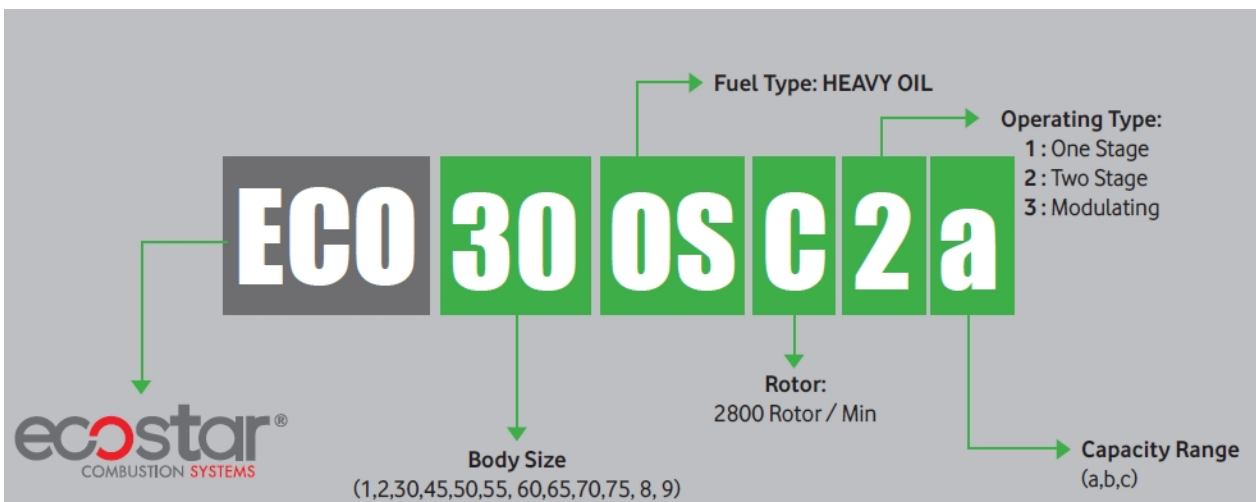 Fuel Type: HEAVY OIL
Operating Type:
1 : One Stage
2 : Two Stage
3 : Modulating
ECO 30 OS C 2 a
Rotor:
2800 Rotor / Min
ecostar®
COMBUSTION SYSTEMS
Body Size
(1,2,30,45,50,55, 60,65,70,75, 8, 9)
Capacity Range
(a,b,c)